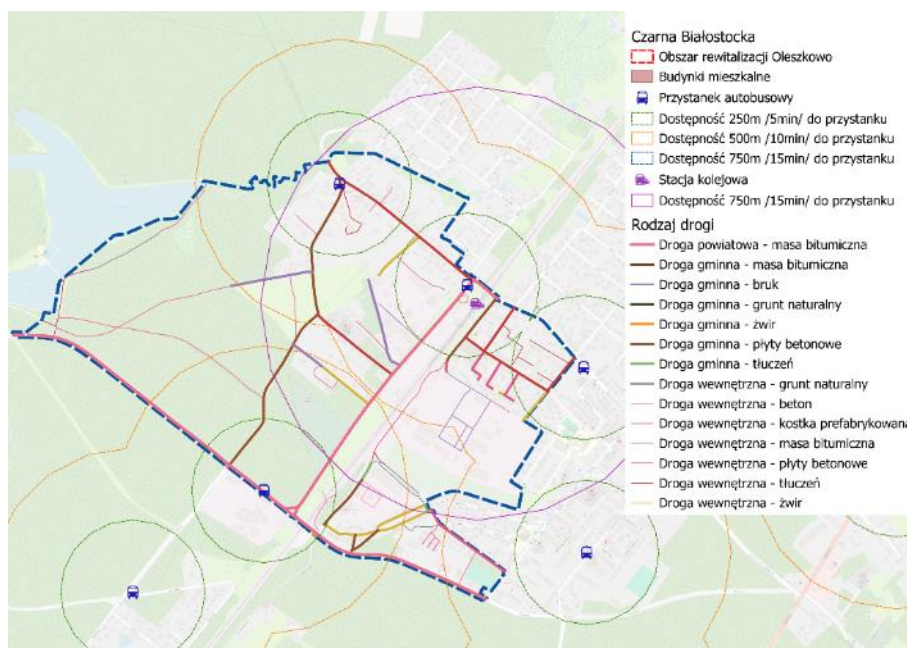 Czarna Białostocka
Obszar rewitalizacji Oleszkowo
Budynki mieszkalne
Przystanek autobusowy
Dostępność 250m /5min/ do przystanku
Dostępność 500m /10min/ do przystanku
Dostępność 750m /15min/ do przystanku
Stacja kolejowa
Dostępność 750m /15min/ do przystanku
Rodzaj drogi
Droga powiatowa - masa bitumiczna
Droga gminna - masa bitumiczna
Droga gminna - bruk
Droga gminna - grunt naturalny
Droga gminna - żwir
Droga gminna - płyty betonowe
Droga gminna - tłuczeń
Droga wewnętrzna - grunt naturalny
Droga wewnętrzna - beton
Droga wewnętrzna - kostka prefabrykowana
Droga wewnętrzna - masa bitumiczna
Droga wewnętrzna - płyty betonowe
Droga wewnętrzna - tłuczeń
Droga wewnętrzna - żwir